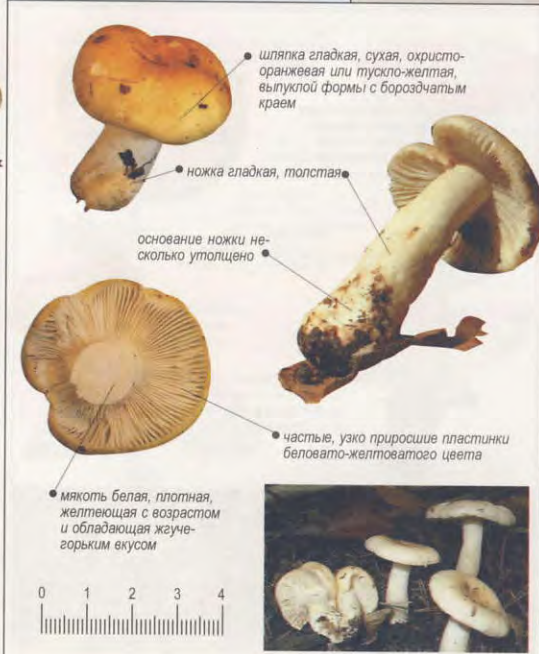 шляпка гладкая, сухая, охристо-
оранжевая или тускло-желтая,
выпуклой формы с бороздчатым
краем
ножка гладкая, толстая
основание ножки не-
сколько утолщено
частые, узко приросшие пластинки
беловато-желтоватого цвета
мякоть белая, плотная,
желтеющая с возрастом
и обладающая жгуче-
горьким вкусом
0 1 2 3 4